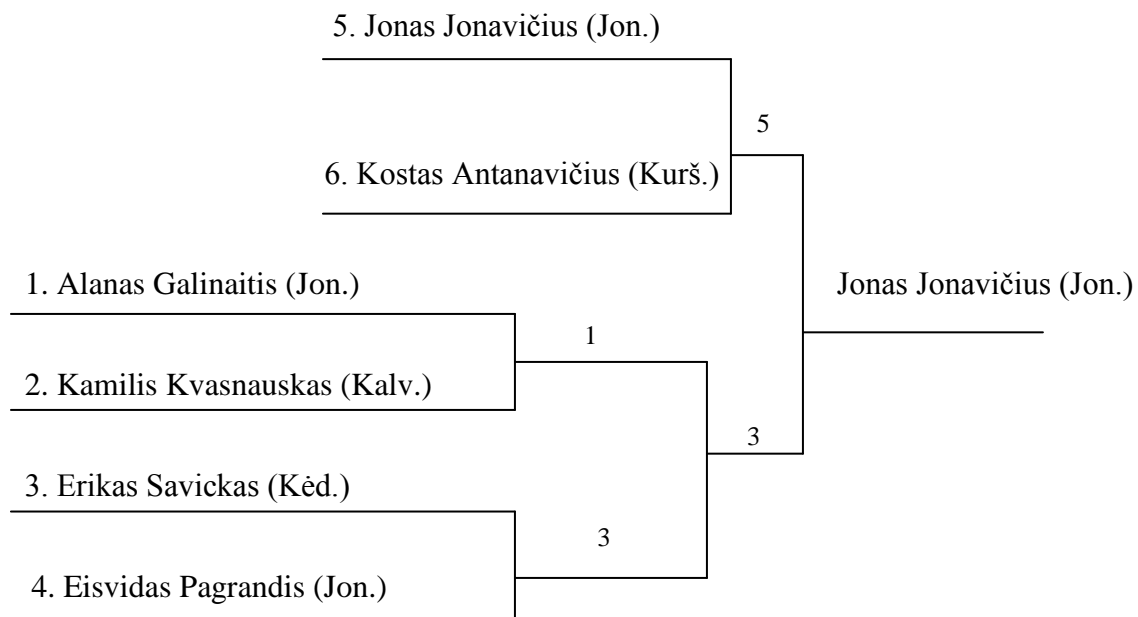 5. Jonas Jonavičius (Jon.)
5
6. Kostas Antanavičius (Kurš.)
1. Alanas Galinaitis (Jon.)
Jonas Jonavičius (Jon.)
1
2. Kamilis Kvasnauskas (Kalv.)
3
3. Erikas Savickas (Kėd.)
3
4. Eisvidas Pagrandis (Jon.)